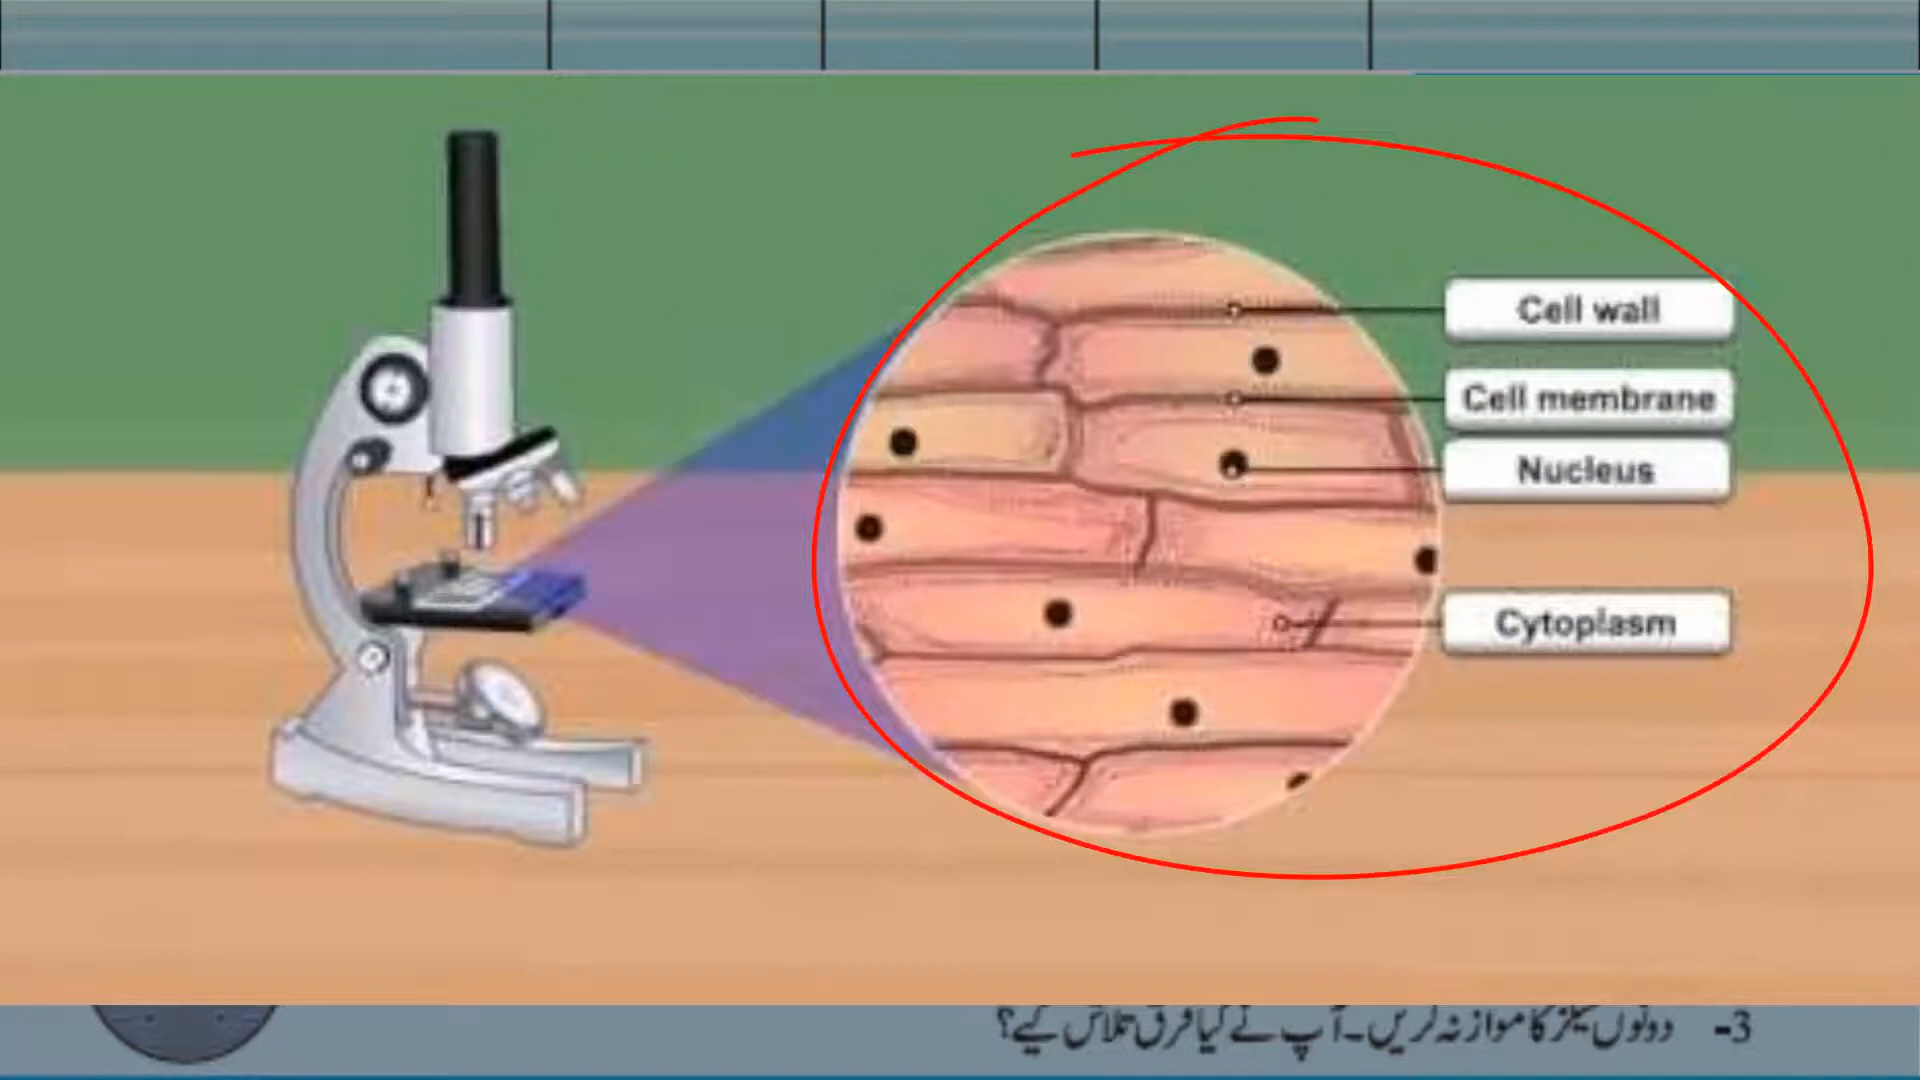 Cell wall
Cell membrane
Nucleus
Cytoplasm
3- دونوں سیلز کا موازنہ کریں۔ آپ نے کیا فرق تلاش کیے؟